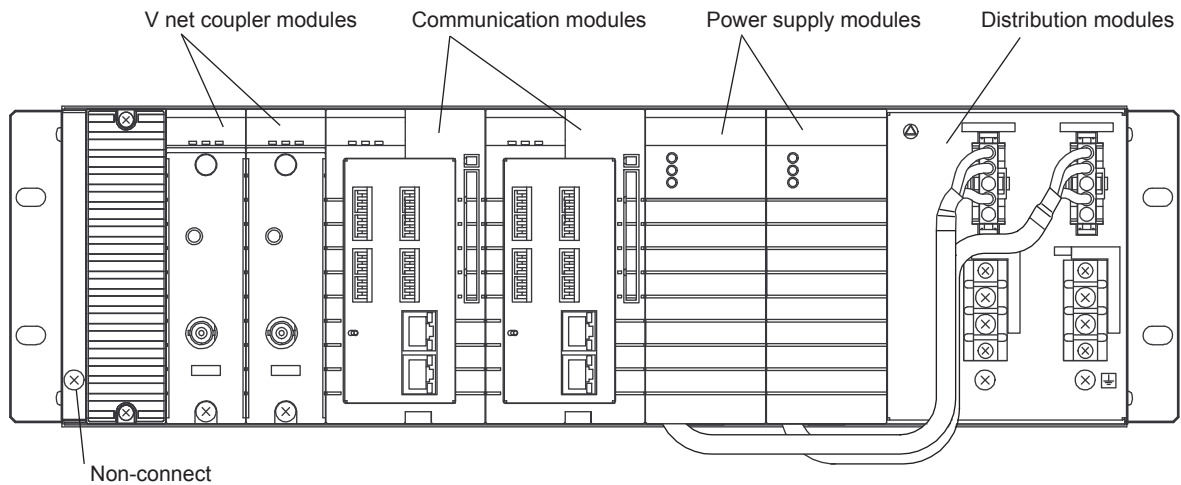 V net coupler modules
Communication modules
Power supply modules
Distribution modules
Non-connect